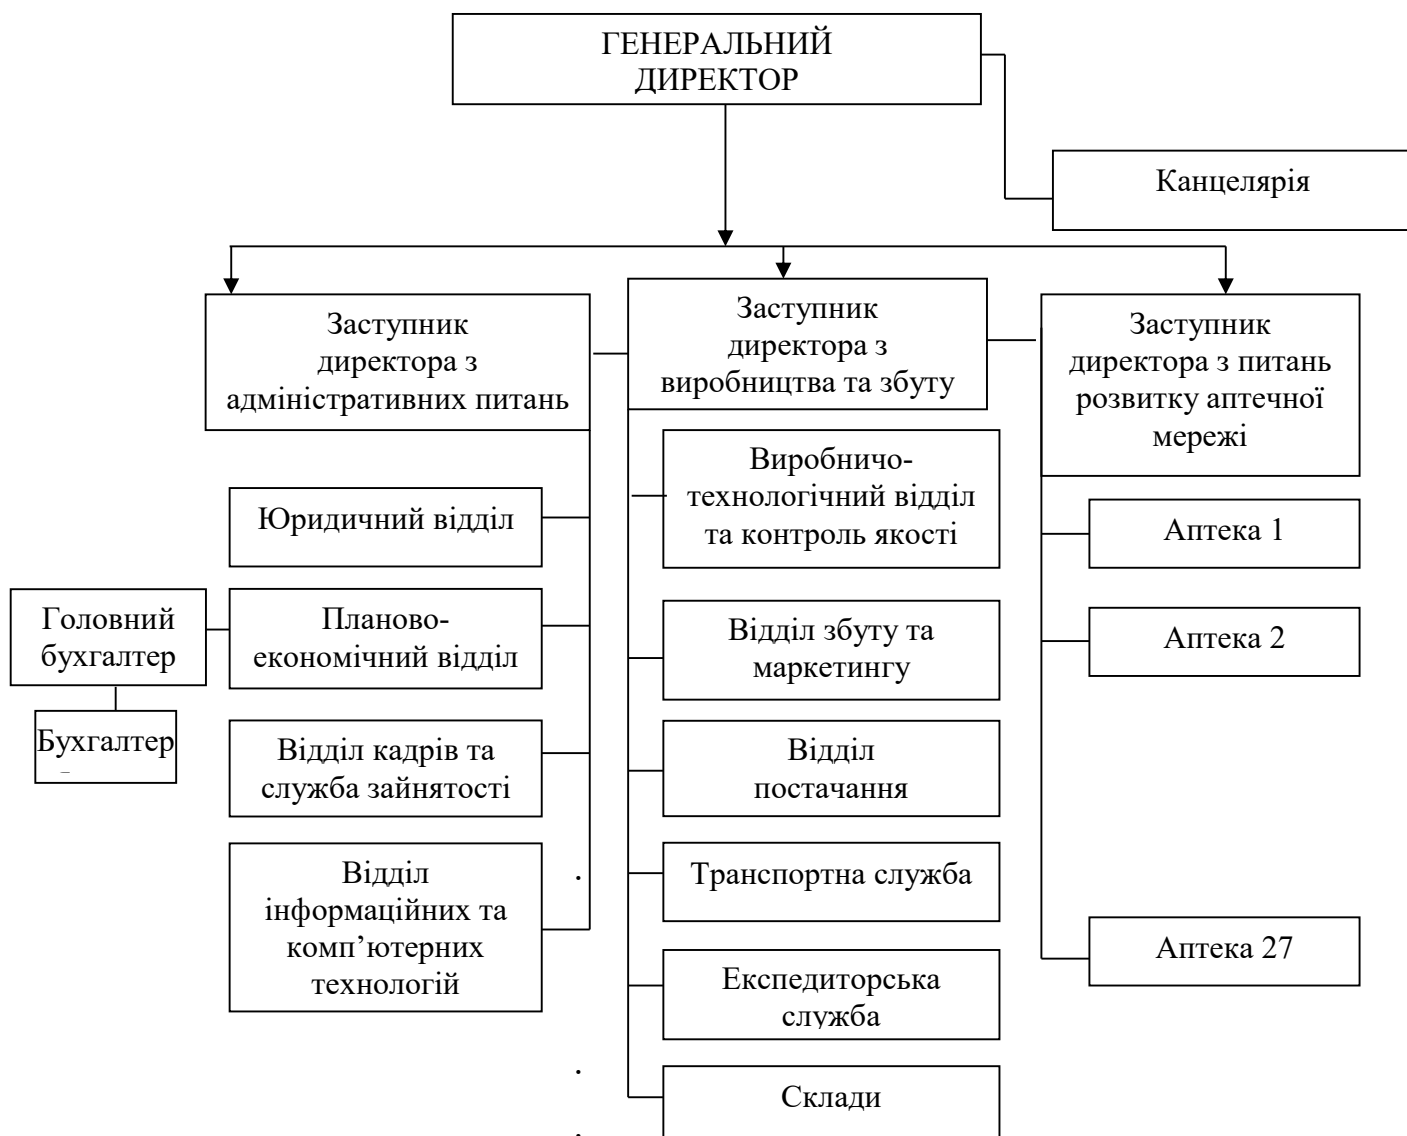 ГЕНЕРАЛЬНИЙ
ДИРЕКТОР
Канцелярія
Заступник
директора з
адміністративних питань
Заступник
директора з
виробництва та збуту
Заступник
директора з питань
розвитку аптечної
мережі
Юридичний відділ
Головний
бухгалтер
Бухгалтер
Планово-
економічний відділ
Відділ кадрів та
служба зайнятості
Відділ
інформаційних та
комп’ютерних
технологій
Виробничо-
технологічний відділ
та контроль якості
Відділ збуту та
маркетингу
Відділ
постачання
Транспортна служба
Експедиторська
служба
Склади
Аптека 1
Аптека 2
Аптека 27